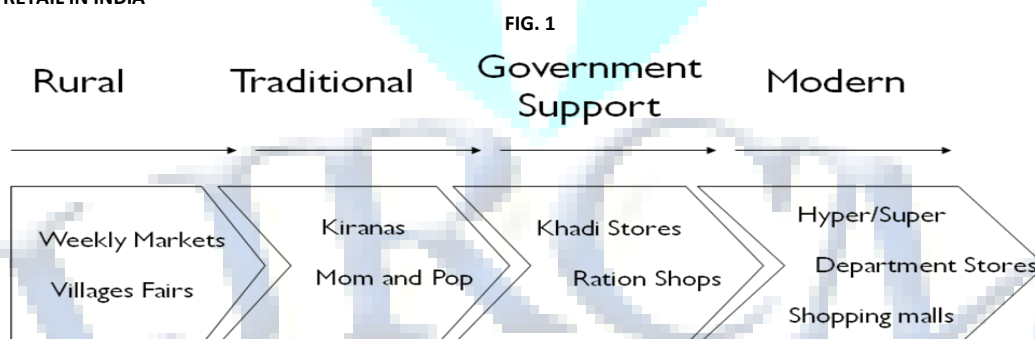 RETAIL IN INDIA
FIG. 1
Rural
Traditional
Government
Support
Modern
Weekly Markets
Villages Fairs
Kiranas
Mom and Pop
Khadi Stores
Ration Shops
Hyper/Super
Department Stores
Shopping malls